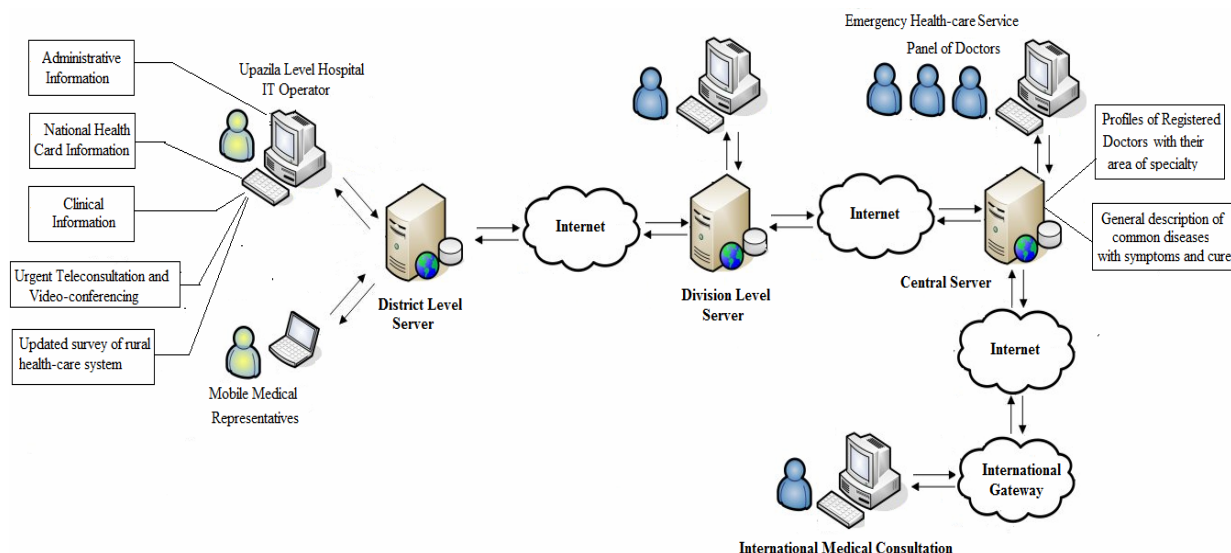 Administrative
Information
National Health
Card Information
Clinical
Information
Urgent Teleconsultation and
Video-conferencing
Updated survey of rural
health-care system
Upazila Level Hospital
IT Operator
Mobile Medical
Representatives
District Level
Server
Internet
Division Level
Server
Internet
Emergency Health-care Service
Panel of Doctors
Central Server
Profiles of Registered
Doctors with their
area of specialty
General description of
common diseases
with symptoms and cure
Internet
International
Gateway
International Medical Consultation